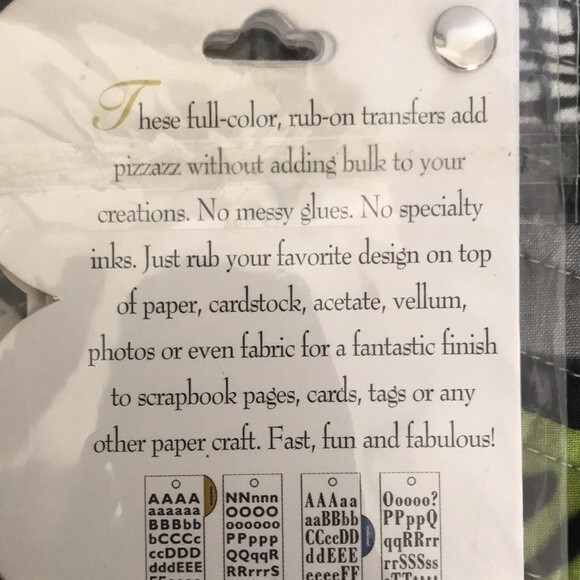 These full-color, rub-on transfers add
pizzazz without adding bulk to your
creations. No messy glues. No specialty
inks. Just rub your favorite design on top
of paper, cardstock, acetate, vellum,
photos or even fabric for a fantastic finish
to scrapbook pages, cards, tags or any
other paper craft. Fast, fun and fabulous!
AAAA
aaaaaa
BBBbb
bCCCc
ccDDD
dddEEE
NNnnn
OOOO
oooooo
PPpppp
QQqqR
RRrrrS
AAAaa
aaBBbb
CCccDD
ddEEE
eeeeFF
Ooooo?
PPppQ
qqRRrr
rrSSSss